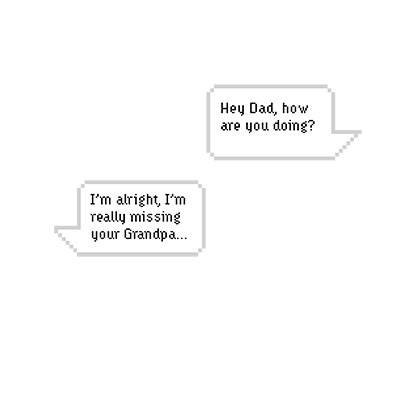 Hey Dad, how
are you doing?
I'm alright, I'm
really missing
your Grandpa...